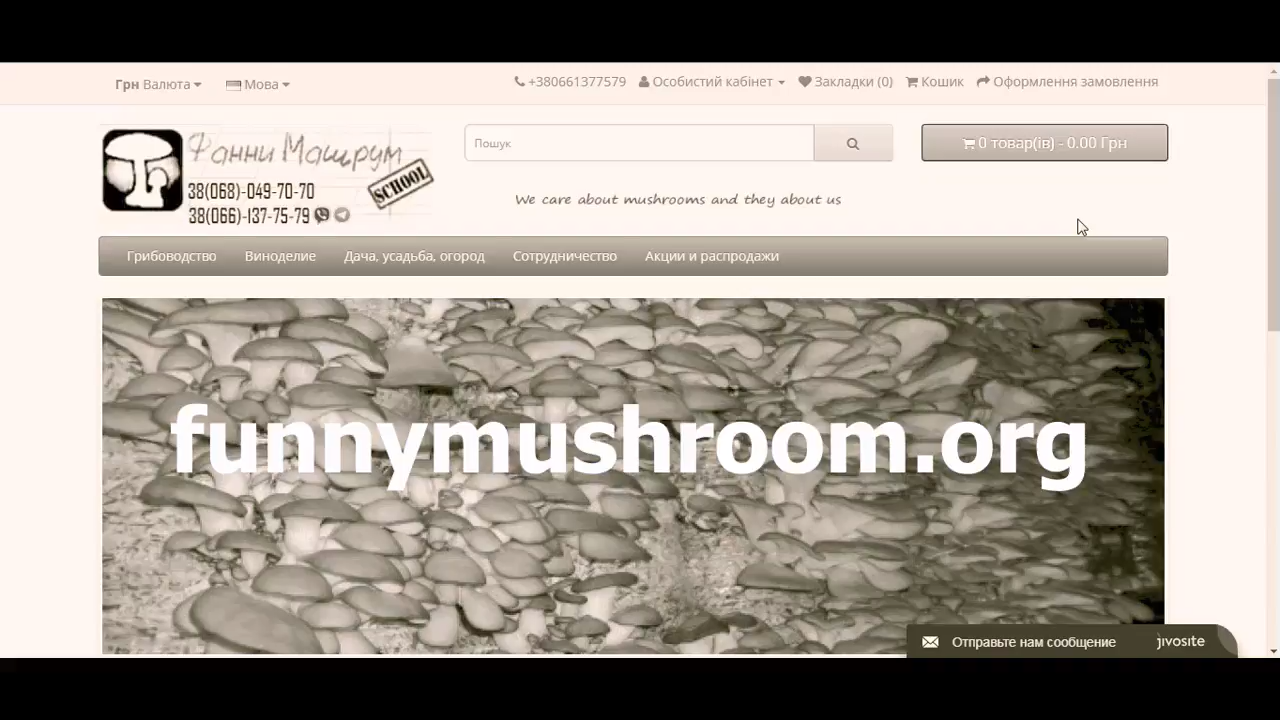 Грн Валюта
Мова
+380661377579
Особистий кабінет
Закладки (0)
Кошик
Оформлення замовлення
Фанни Машрум
SCHOOL
38(068)-049-70-70
38(066)-137-75-79
Пошук
0 товар(ів) - 0.00 Грн
We care about mushrooms and they about us
Грибоводство
Виноделие
Дача, усадьба, огород
Сотрудничество
Акции и распродажи
funnymushroom.org
Отправьте нам сообщение
jivosite